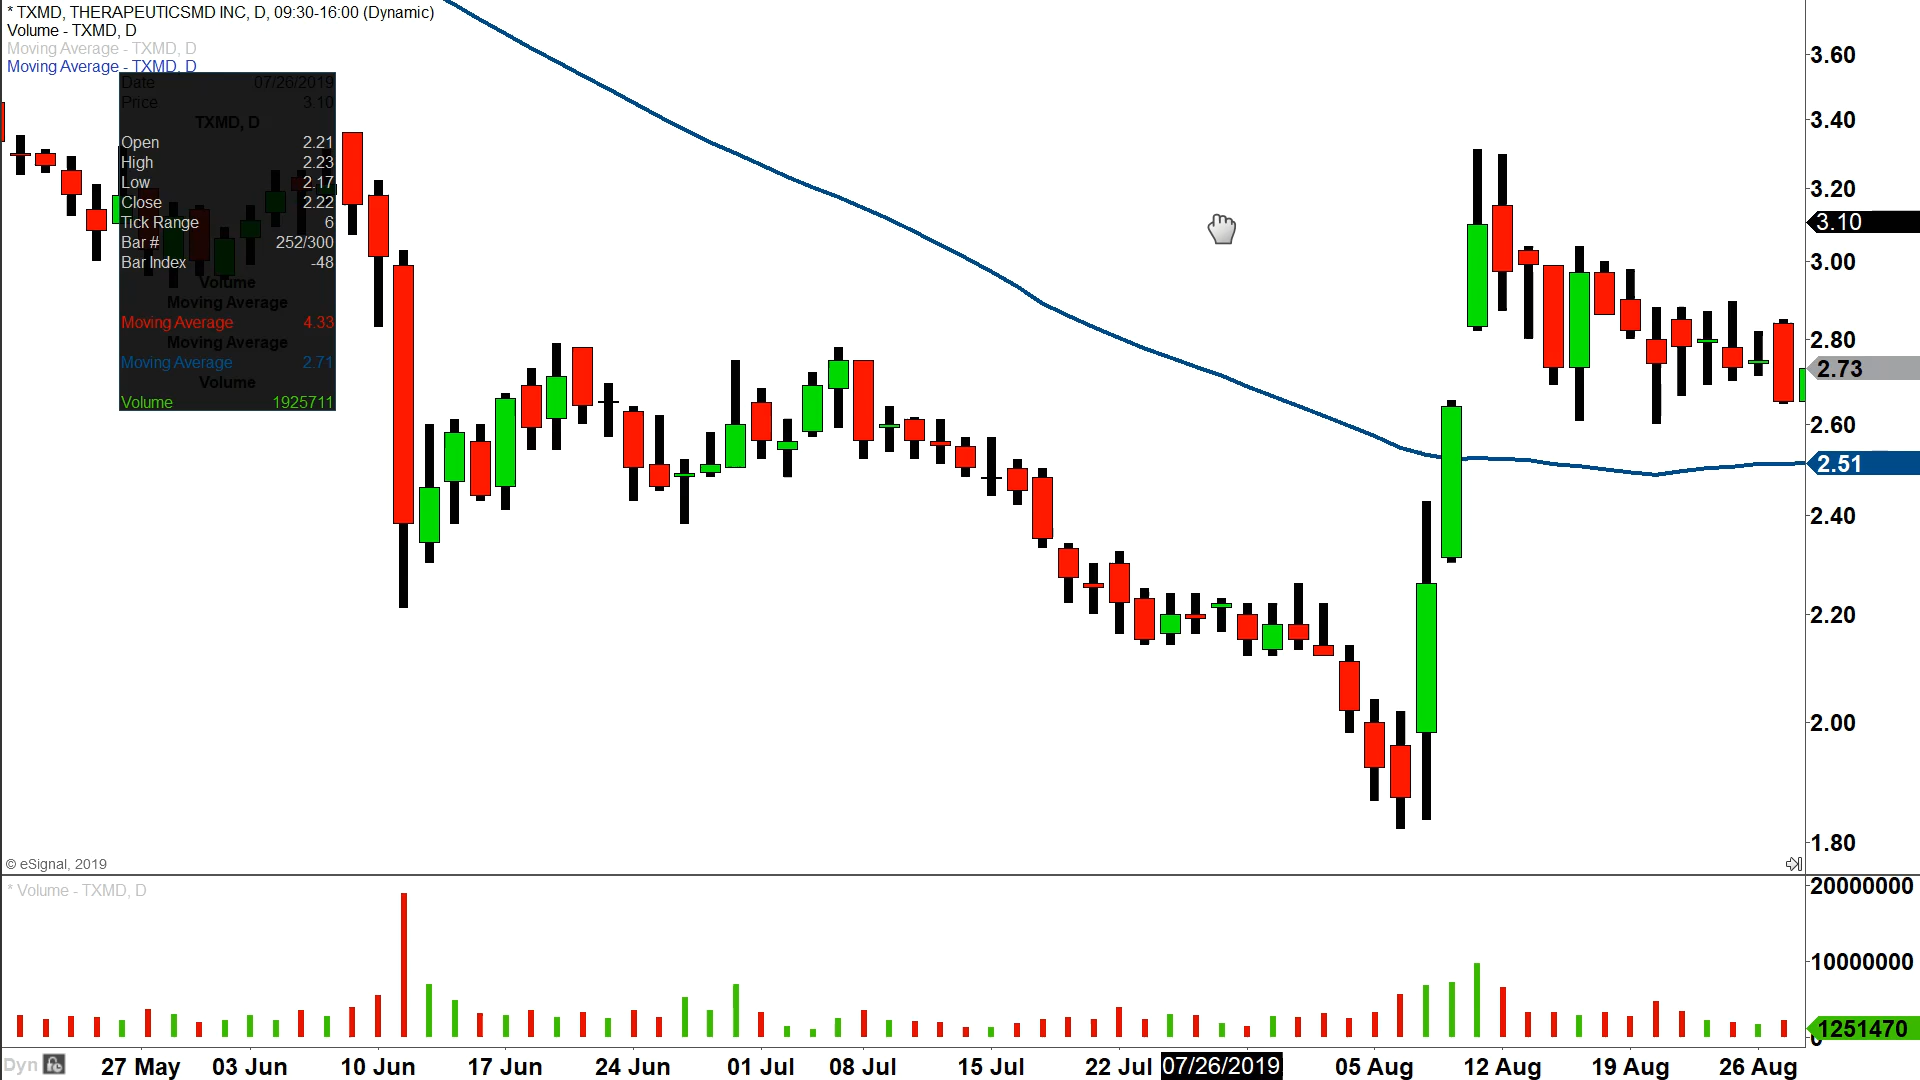 * TXMD, THERAPEUTICSMD INC, D, 09:30-16:00 (Dynamic)
Volume - TXMD, D
Moving Average - TXMD, D
Moving Average - TXMD, D
Date 07/26/2019
Price 3.10
TXMD, D
Open 2.21
High 2.23
Low 2.17
Close 2.22
Tick Range 6
Bar # 252/300
Bar Index -48
Volume
Moving Average
Moving Average 4.33
Moving Average
Moving Average 2.71
Volume
Volume 1925711
3.60
3.40
3.20
3.10
3.00
2.80
2.73
2.60
2.51
2.40
2.20
2.00
1.80
© eSignal, 2019
* Volume - TXMD, D
20000000
10000000
1251470
0
Dyn
27 May 03 Jun 10 Jun 17 Jun 24 Jun 01 Jul 08 Jul 15 Jul 22 Jul 07/26/2019 05 Aug 12 Aug 19 Aug 26 Aug